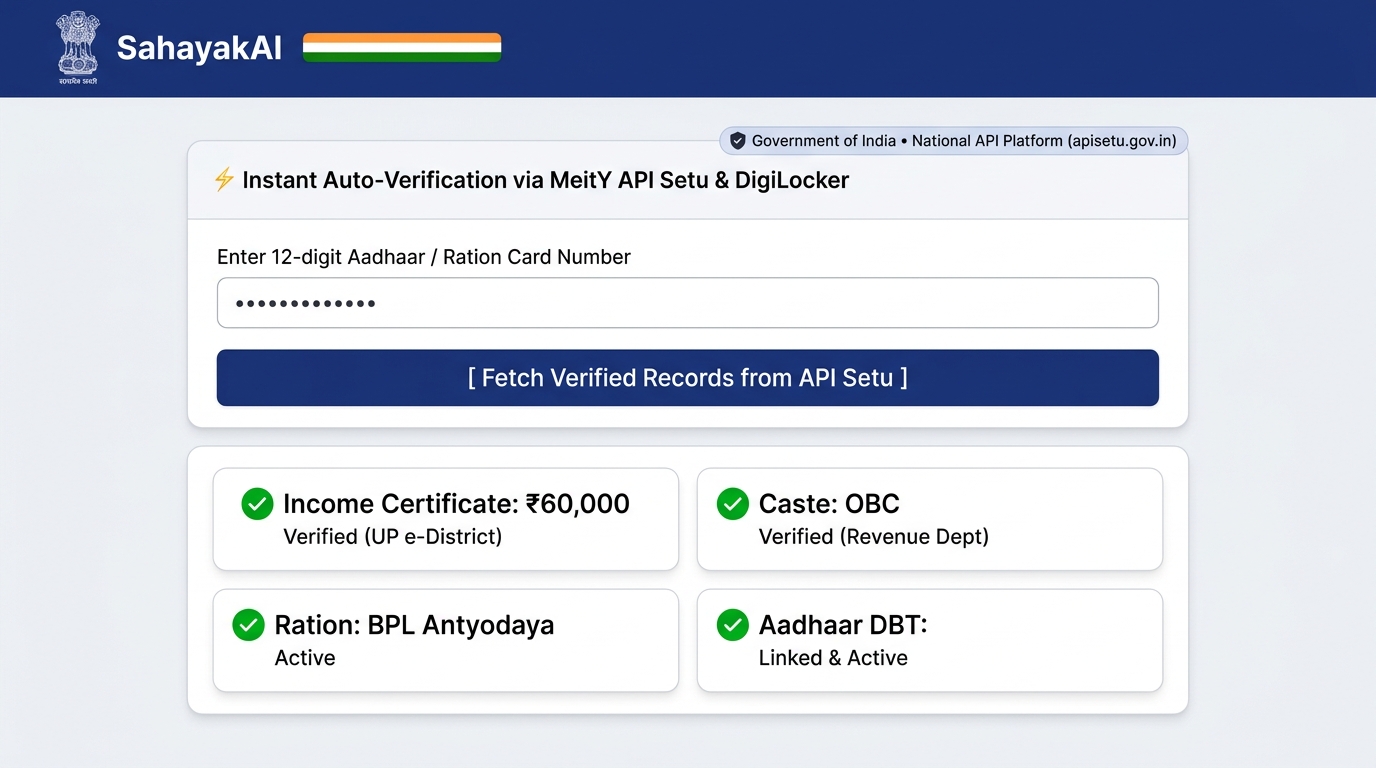 SahayakAI
Government of India • National API Platform (apisetu.gov.in)
Instant Auto-Verification via MeitY API Setu & DigiLocker
Enter 12-digit Aadhaar / Ration Card Number
•••••••••••••
[ Fetch Verified Records from API Setu ]
Income Certificate: ₹60,000
Verified (UP e-District)
Caste: OBC
Verified (Revenue Dept)
Ration: BPL Antyodaya
Active
Aadhaar DBT:
Linked & Active